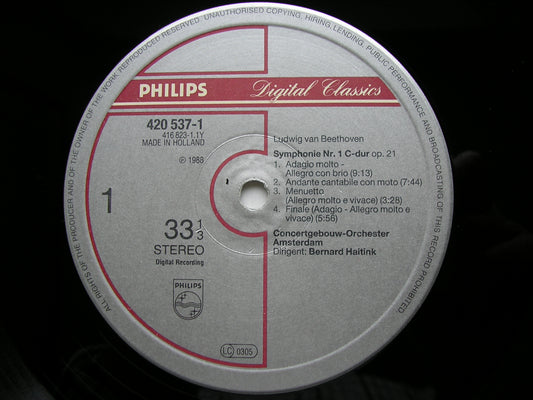 ALL RIGHTS OF THE PRODUCER AND OF THE OWNER OF THE WORK REPRODUCED RESERVED UNAUTHORISED COPYING, HIRING, LENDING, PUBLIC PERFORMANCE AND BROADCASTING OF THIS RECORD PROHIBITED
PHILIPS Digital Classics
420 537-1
416 823-1.1Y
MADE IN HOLLAND
℗ 1988
1
33 1/3
STEREO
Digital Recording
PHILIPS
Ludwig van Beethoven
Symphonie Nr. 1 C-dur op. 21
1. Adagio molto -
Allegro con brio (9:13)
2. Andante cantabile con moto (7:44)
3. Menuetto
(Allegro molto e vivace) (3:28)
4. Finale (Adagio - Allegro molto e
vivace) (5:56)
Concertgebouw-Orchester
Amsterdam
Dirigent: Bernard Haitink
LC 0305